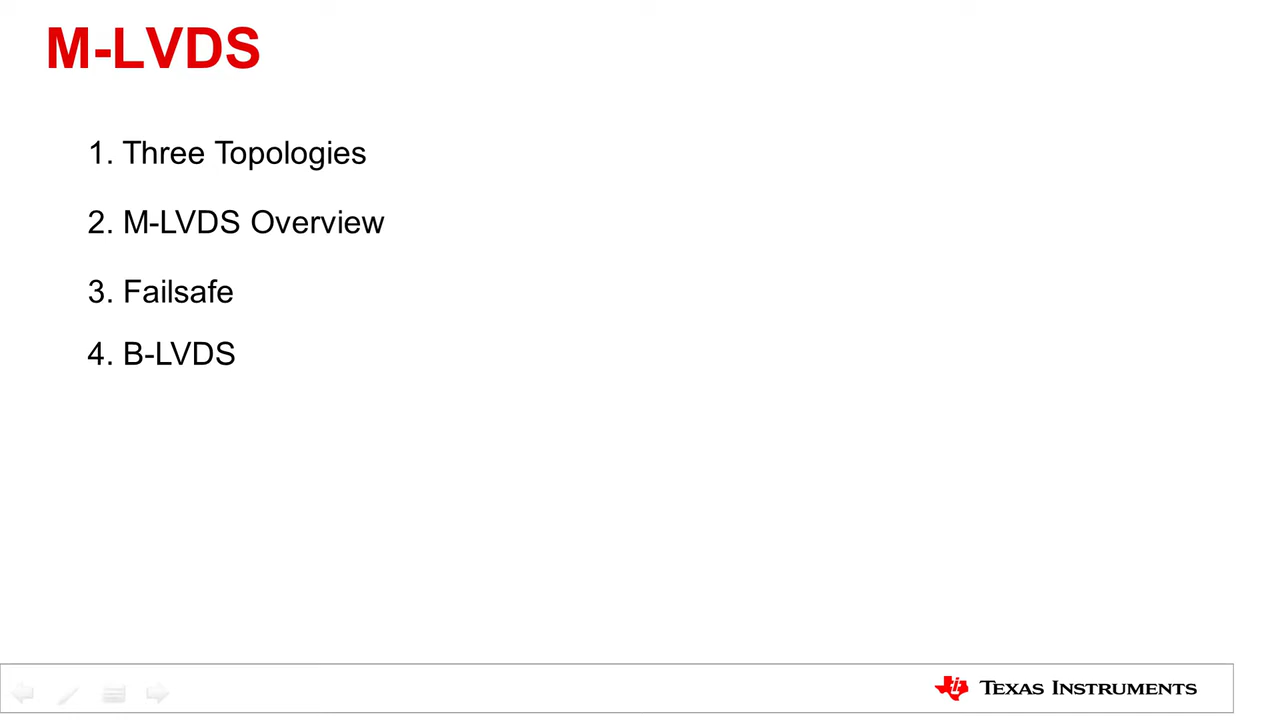 M-LVDS
1. Three Topologies
2. M-LVDS Overview
3. Failsafe
4. B-LVDS
TEXAS INSTRUMENTS